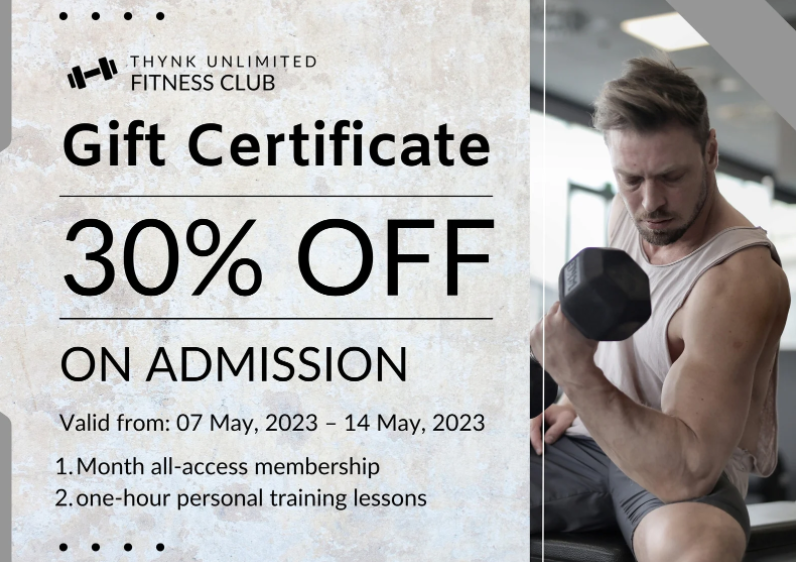 THYNK UNLIMITED
FITNESS CLUB
Gift Certificate
30% OFF
ON ADMISSION
Valid from: 07 May, 2023 – 14 May, 2023
1. Month all-access membership
2. one-hour personal training lessons